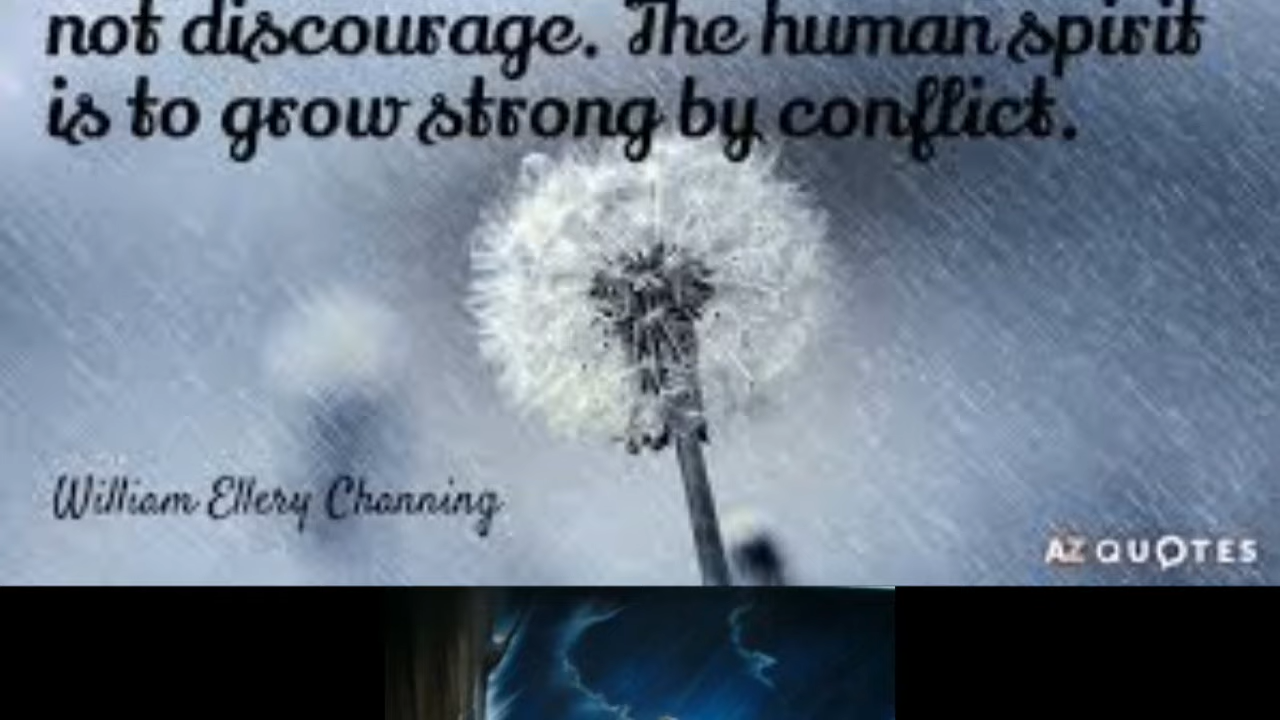 not discourage. The human spirit
is to grow strong by conflict.
William Ellery Channing
AZ QUOTES